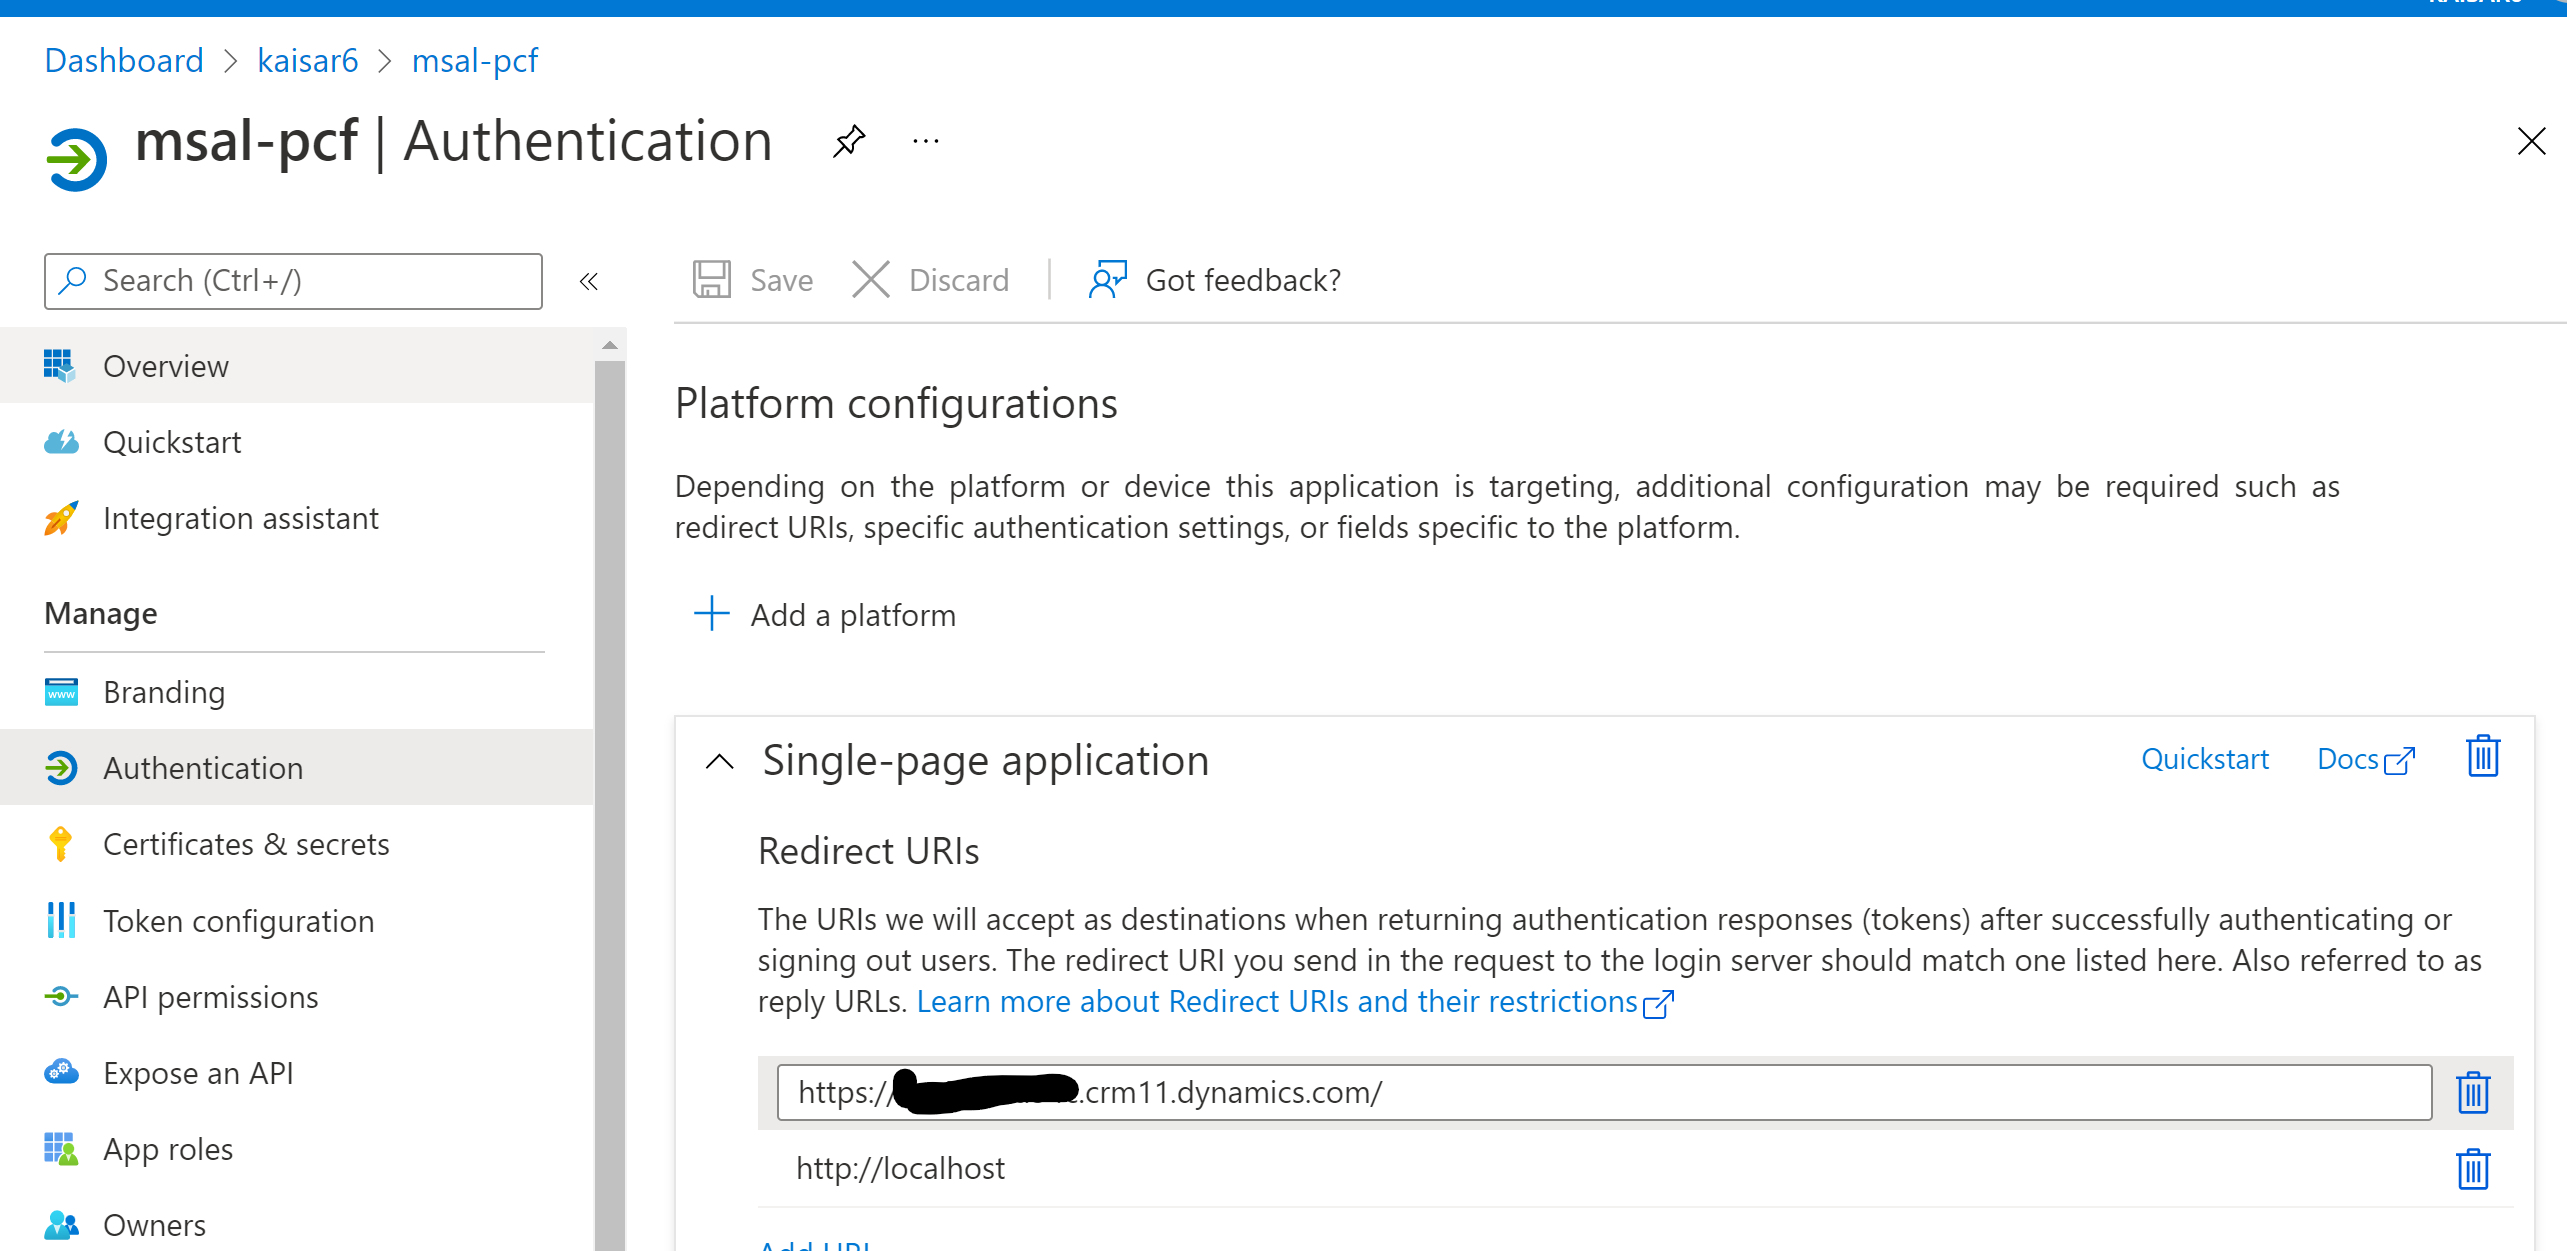 Dashboard > kaisar6 > msal-pcf
msal-pcf | Authentication
Search (Ctrl+/)
Save
Discard
Got feedback?
Overview
Quickstart
Integration assistant
Manage
Branding
Authentication
Certificates & secrets
Token configuration
API permissions
Expose an API
App roles
Owners
Platform configurations
Depending on the platform or device this application is targeting, additional configuration may be required such as
redirect URIs, specific authentication settings, or fields specific to the platform.
Add a platform
Single-page application
Quickstart
Docs
Redirect URIs
The URIs we will accept as destinations when returning authentication responses (tokens) after successfully authenticating or
signing out users. The redirect URI you send in the request to the login server should match one listed here. Also referred to as
reply URLs. Learn more about Redirect URIs and their restrictions
https:// .crm11.dynamics.com/
http://localhost
Add URI